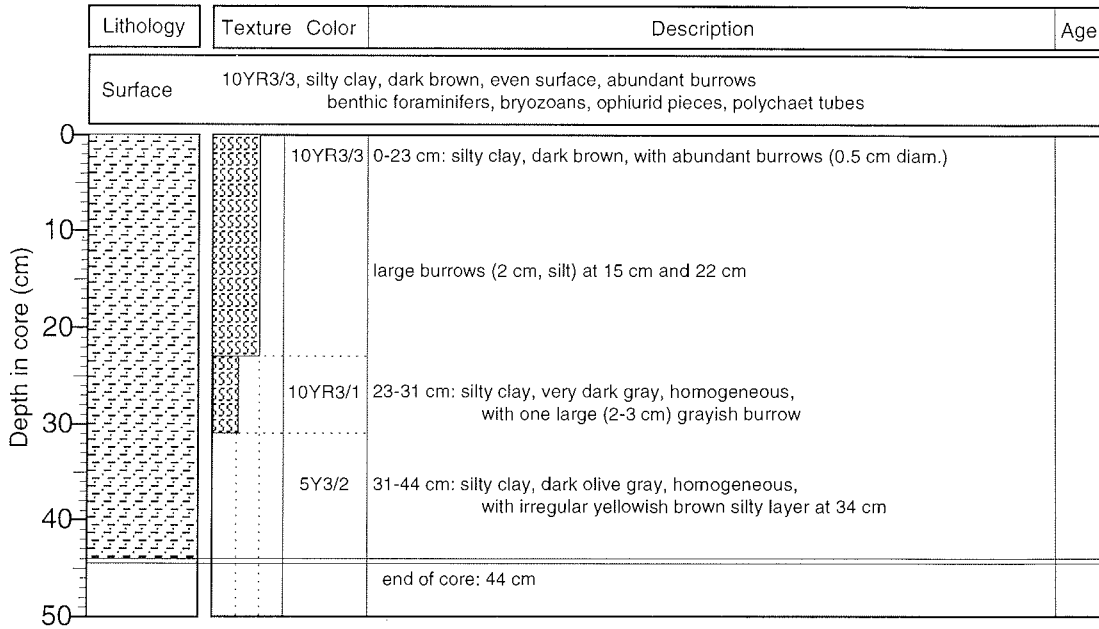 Lithology Texture Color Description Age
Surface 10YR3/3, silty clay, dark brown, even surface, abundant burrows
benthic foraminifers, bryozoans, ophiurid pieces, polychaet tubes
Depth in core (cm)
0
10YR3/3 0-23 cm: silty clay, dark brown, with abundant burrows (0.5 cm diam.)
10
large burrows (2 cm, silt) at 15 cm and 22 cm
20
10YR3/1 23-31 cm: silty clay, very dark gray, homogeneous,
with one large (2-3 cm) grayish burrow
30
5Y3/2 31-44 cm: silty clay, dark olive gray, homogeneous,
with irregular yellowish brown silty layer at 34 cm
40
end of core: 44 cm
50